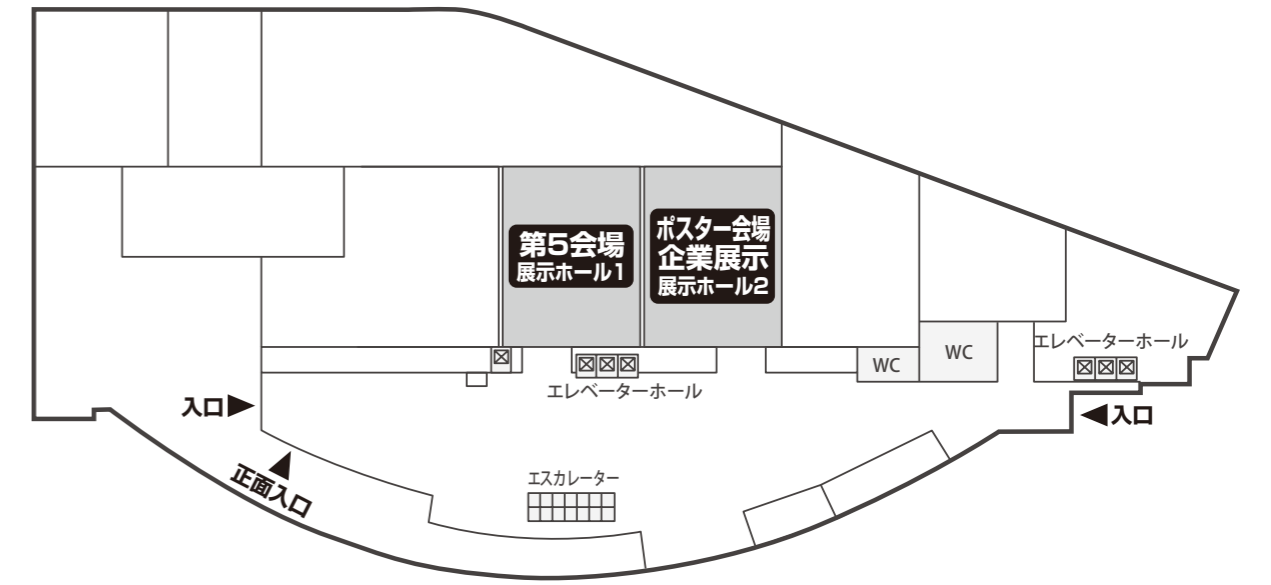 第5会場
展示ホール1
ポスター会場
企業展示
展示ホール2
WC
WC
エレベーターホール
エレベーターホール
入口
入口
正面入口
エスカレーター